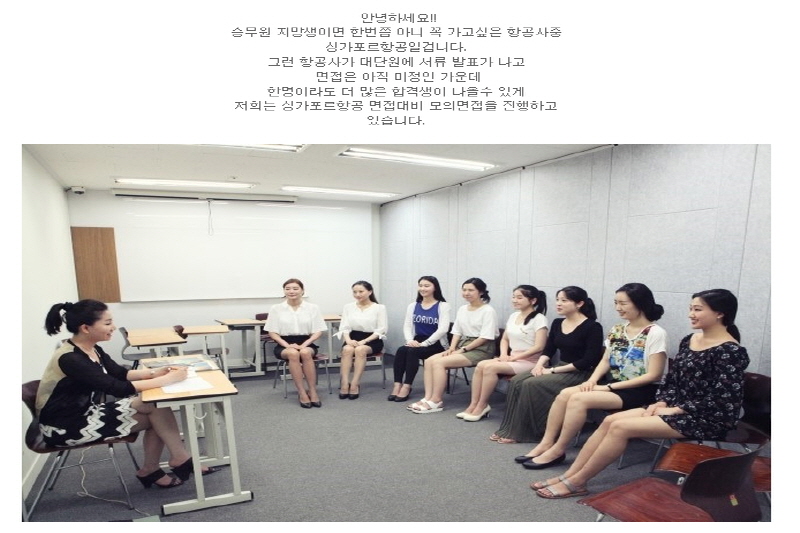 안녕하세요!!
승무원 지망생이면 한번쯤 아니 꼭 가고싶은 항공사중
싱가포르항공일겁니다.
그런 항공사가 대단원에 서류 발표가 나고
면접은 아직 미정인 가운데
한명이라도 더 많은 합격생이 나올수 있게
저희는 싱가포르항공 면접대비 모의면접을 진행하고
있습니다.
FLORIDA